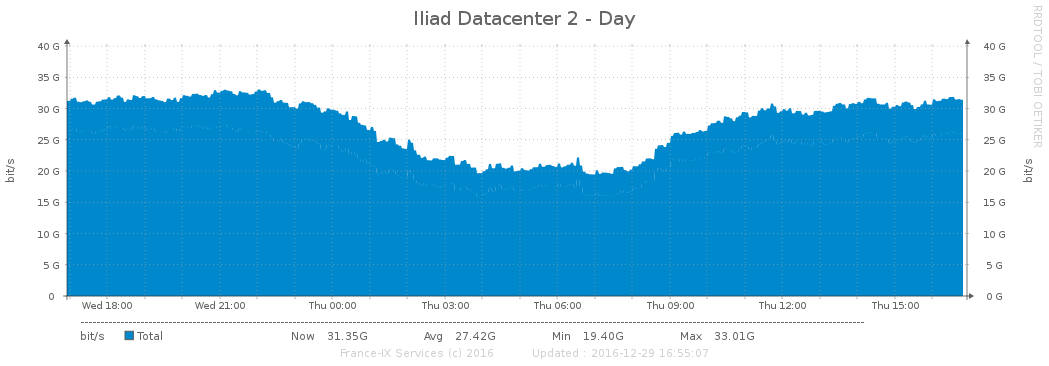 Iliad Datacenter 2 - Day
RRDTOOL / TOBI OETIKER
40 G 40 G
35 G 35 G
30 G 30 G
25 G 25 G
20 G 20 G
15 G 15 G
10 G 10 G
5 G 5 G
0 0 G
bit/s bit/s
Wed 18:00 Wed 21:00 Thu 00:00 Thu 03:00 Thu 06:00 Thu 09:00 Thu 12:00 Thu 15:00
bit/s Total Now 31.35G Avg 27.42G Min 19.40G Max 33.01G
France-IX Services (c) 2016 Updated : 2016-12-29 16:55:07